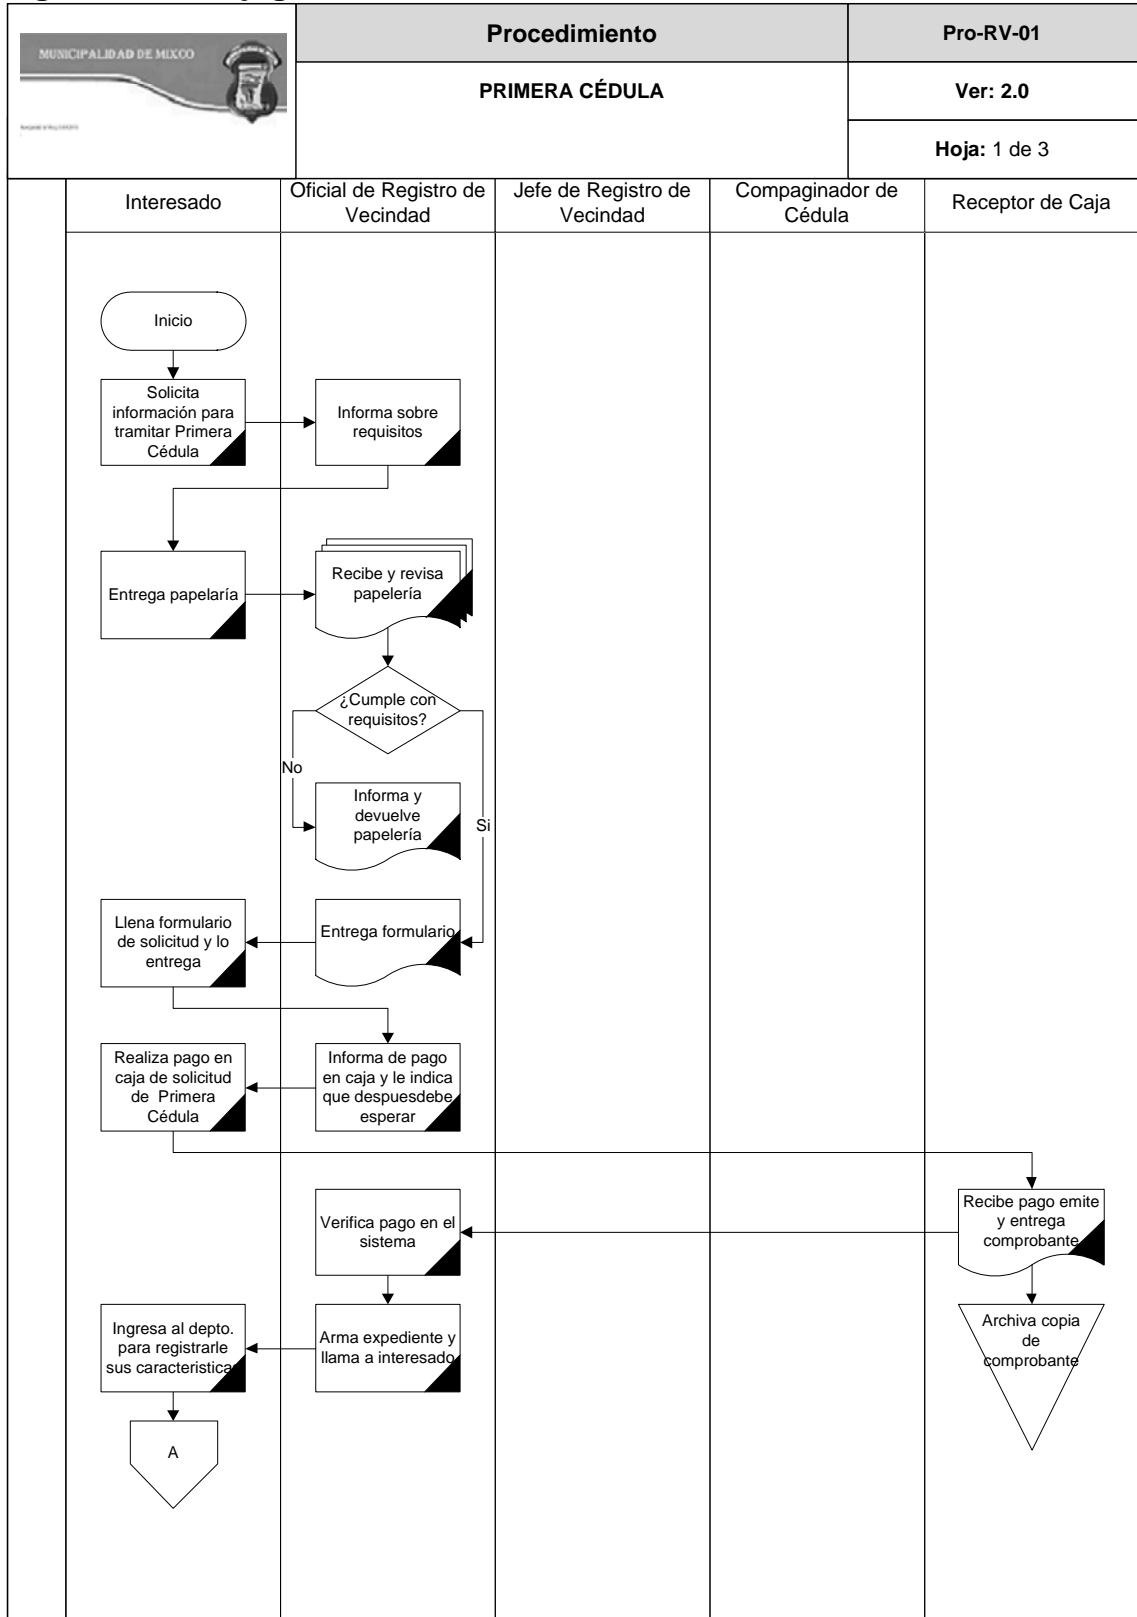 MUNICIPALIDAD DE MIXCO
Procedimiento
Pro-RV-01
PRIMERA CÉDULA
Ver: 2.0
Hoja: 1 de 3
Interesado
Oficial de Registro de
Vecindad
Jefe de Registro de
Vecindad
Compaginador de
Cédula
Receptor de Caja
Inicio
Solicita
información para
tramitar Primera
Cédula
Informa sobre
requisitos
Entrega papelaría
Recibe y revisa
papelería
¿Cumple con
requisitos?
No
Informa y
devuelve
papelería
Si
Llena formulario
de solicitud y lo
entrega
Entrega formulario
Realiza pago en
caja de solicitud
de Primera
Cédula
Informa de pago
en caja y le indica
que despuesdebe
esperar
Recibe pago emite
y entrega
comprobante
Verifica pago en el
sistema
Ingresa al depto.
para registrarle
sus caracteristicas
Arma expediente y
llama a interesado
Archiva copia
de
comprobante
A